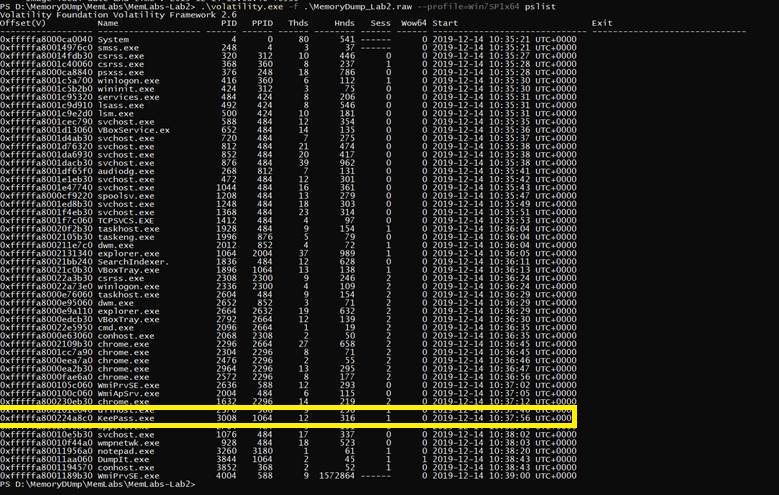 PS D:\MemoryDUmp\MemLabs\MemLabs-Lab2> .\volatility.exe -f .\MemoryDump_Lab2.raw --profile=Win7SP1x64 pslist
Volatility Foundation Volatility Framework 2.6
Offset(V) Name PID PPID Thds Hnds Sess Wow64 Start Exit
0xfffffa8000ca0040 System 4 0 80 541 ------ 0 2019-12-14 10:35:21 UTC+0000
0xfffffa80014976c0 smss.exe 248 4 3 37 ------ 0 2019-12-14 10:35:21 UTC+0000
0xfffffa80014fdb30 csrss.exe 320 312 10 446 0 0 2019-12-14 10:35:27 UTC+0000
0xfffffa8001c40060 csrss.exe 368 360 8 237 1 0 2019-12-14 10:35:28 UTC+0000
0xfffffa8000ca8840 psxss.exe 376 248 18 786 0 0 2019-12-14 10:35:28 UTC+0000
0xfffffa8001c5a700 winlogon.exe 416 360 6 112 1 0 2019-12-14 10:35:30 UTC+0000
0xfffffa8001c5b2b0 wininit.exe 424 312 3 75 0 0 2019-12-14 10:35:30 UTC+0000
0xfffffa8001c95320 services.exe 484 424 8 206 0 0 2019-12-14 10:35:31 UTC+0000
0xfffffa8001c9d910 lsass.exe 492 424 8 546 0 0 2019-12-14 10:35:31 UTC+0000
0xfffffa8001c9e2d0 lsm.exe 500 424 10 181 0 0 2019-12-14 10:35:31 UTC+0000
0xfffffa8001cec790 svchost.exe 588 484 12 354 0 0 2019-12-14 10:35:35 UTC+0000
0xfffffa8001d13060 VBoxService.ex 652 484 14 135 0 0 2019-12-14 10:35:36 UTC+0000
0xfffffa8001d4ab30 svchost.exe 720 484 7 275 0 0 2019-12-14 10:35:37 UTC+0000
0xfffffa8001d76320 svchost.exe 812 484 21 474 0 0 2019-12-14 10:35:37 UTC+0000
0xfffffa8001da6930 svchost.exe 852 484 20 417 0 0 2019-12-14 10:35:38 UTC+0000
0xfffffa8001dacb30 svchost.exe 876 484 39 962 0 0 2019-12-14 10:35:38 UTC+0000
0xfffffa8001df65f0 audiodg.exe 268 812 7 131 0 0 2019-12-14 10:35:41 UTC+0000
0xfffffa8001e1eb30 svchost.exe 472 484 12 301 0 0 2019-12-14 10:35:42 UTC+0000
0xfffffa8001e47740 svchost.exe 1044 484 16 361 0 0 2019-12-14 10:35:43 UTC+0000
0xfffffa8000cf9220 spoolsv.exe 1208 484 13 279 0 0 2019-12-14 10:35:47 UTC+0000
0xfffffa8001ed8b30 svchost.exe 1248 484 18 303 0 0 2019-12-14 10:35:49 UTC+0000
0xfffffa8001f4eb30 svchost.exe 1368 484 23 314 0 0 2019-12-14 10:35:51 UTC+0000
0xfffffa8001f7c060 TCPSVCS.EXE 1412 484 4 97 0 0 2019-12-14 10:35:53 UTC+0000
0xfffffa80020f2b30 taskhost.exe 1928 484 9 154 1 0 2019-12-14 10:36:04 UTC+0000
0xfffffa8002105b30 taskeng.exe 1996 876 5 79 0 0 2019-12-14 10:36:04 UTC+0000
0xfffffa800211e7c0 dwm.exe 2012 852 4 72 1 0 2019-12-14 10:36:04 UTC+0000
0xfffffa8002131340 explorer.exe 1064 2004 37 989 1 0 2019-12-14 10:36:05 UTC+0000
0xfffffa80021bb240 SearchIndexer. 1836 484 12 628 0 0 2019-12-14 10:36:11 UTC+0000
0xfffffa80021c0b30 VBoxTray.exe 1896 1064 13 138 1 0 2019-12-14 10:36:13 UTC+0000
0xfffffa80022a3b30 csrss.exe 2308 2300 9 246 2 0 2019-12-14 10:36:24 UTC+0000
0xfffffa80022a73e0 winlogon.exe 2336 2300 4 109 2 0 2019-12-14 10:36:24 UTC+0000
0xfffffa8000e76060 taskhost.exe 2604 484 9 154 2 0 2019-12-14 10:36:29 UTC+0000
0xfffffa8000e95060 dwm.exe 2652 852 3 71 2 0 2019-12-14 10:36:29 UTC+0000
0xfffffa8000e9a110 explorer.exe 2664 2632 19 632 2 0 2019-12-14 10:36:29 UTC+0000
0xfffffa8000edcb30 VBoxTray.exe 2792 2664 12 139 2 0 2019-12-14 10:36:30 UTC+0000
0xfffffa80022e5950 cmd.exe 2096 2664 1 19 2 0 2019-12-14 10:36:35 UTC+0000
0xfffffa8000e63060 conhost.exe 2068 2308 2 50 2 0 2019-12-14 10:36:35 UTC+0000
0xfffffa8002109b30 chrome.exe 2296 2664 27 658 2 0 2019-12-14 10:36:45 UTC+0000
0xfffffa8001cc7a90 chrome.exe 2304 2296 8 71 2 0 2019-12-14 10:36:45 UTC+0000
0xfffffa8000eea7a0 chrome.exe 2476 2296 2 55 2 0 2019-12-14 10:36:46 UTC+0000
0xfffffa8000ea2b30 chrome.exe 2964 2296 13 295 2 0 2019-12-14 10:36:47 UTC+0000
0xfffffa8000fae6a0 chrome.exe 2572 2296 8 177 2 0 2019-12-14 10:36:56 UTC+0000
0xfffffa800105c060 WmiPrvSE.exe 2636 588 12 293 0 0 2019-12-14 10:37:02 UTC+0000
0xfffffa800100c060 WmiApSrv.exe 2004 484 6 115 0 0 2019-12-14 10:37:05 UTC+0000
0xfffffa800230eb30 chrome.exe 1632 2296 14 219 2 0 2019-12-14 10:37:12 UTC+0000
0xfffffa800224a8c0 KeePass.exe 3008 1064 12 316 1 0 2019-12-14 10:37:56 UTC+000
0xfffffa80010e5b30 svchost.exe 1076 484 17 337 0 0 2019-12-14 10:38:02 UTC+0000
0xfffffa80010f44a0 wmpnetwk.exe 928 484 18 523 0 0 2019-12-14 10:38:03 UTC+0000
0xfffffa80011956a0 notepad.exe 3260 3180 1 61 1 0 2019-12-14 10:38:20 UTC+0000
0xfffffa80011aa060 DumpIt.exe 3844 1064 2 45 1 1 2019-12-14 10:38:43 UTC+0000
0xfffffa8001194570 conhost.exe 3852 368 2 52 1 0 2019-12-14 10:38:43 UTC+0000
0xfffffa8001189b30 WmiPrvSE.exe 4004 588 9 1572864 ------ 0 2019-12-14 10:39:00 UTC+0000
PS D:\MemoryDUmp\MemLabs\MemLabs-Lab2>